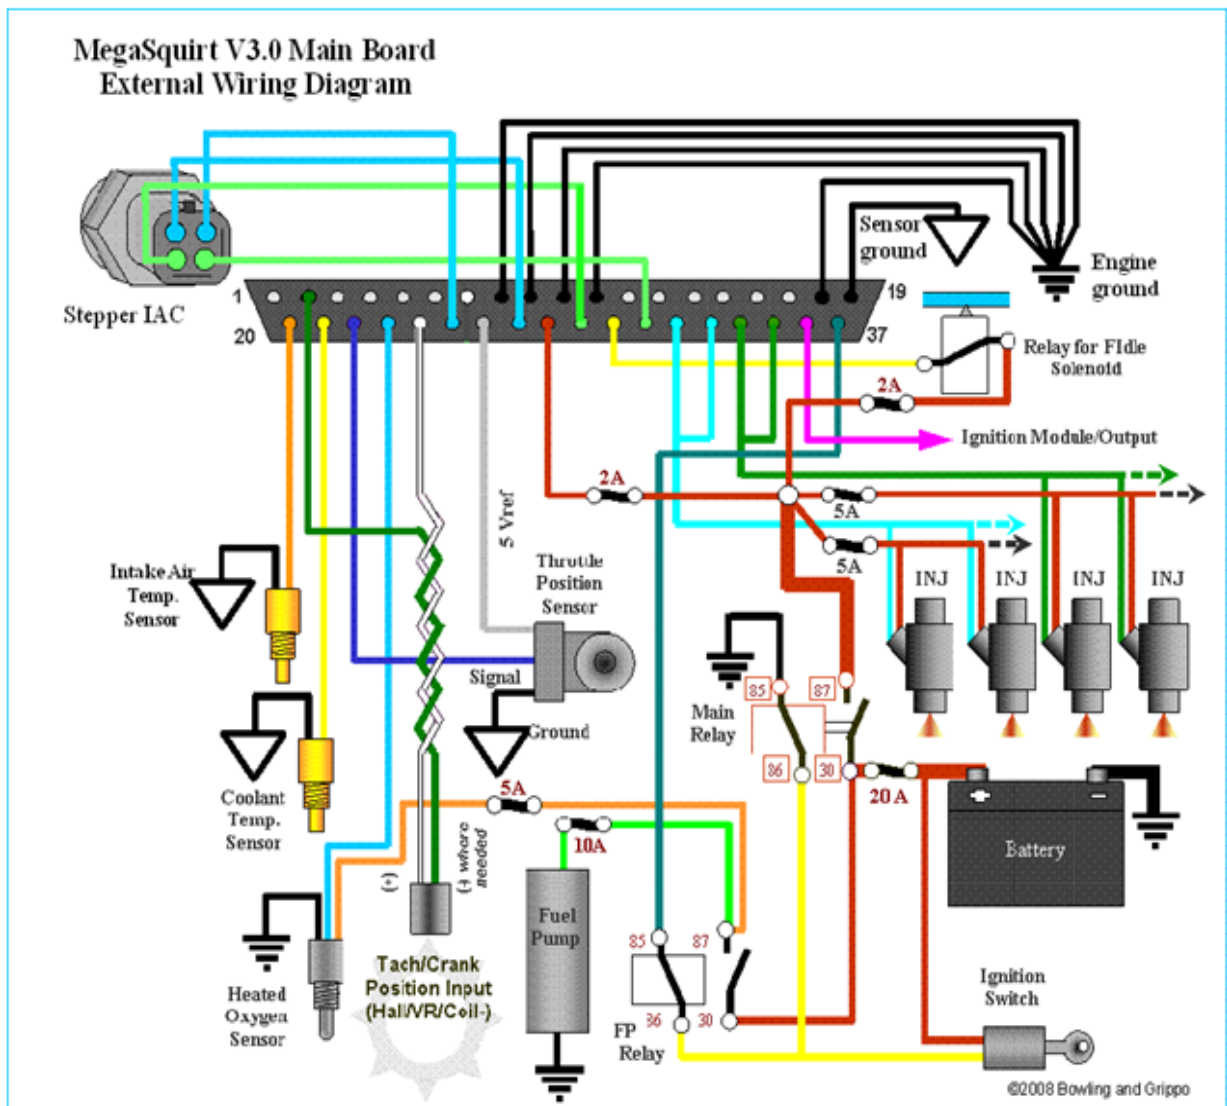 MegaSquirt V3.0 Main Board
External Wiring Diagram
Stepper IAC
1
20
19
37
Sensor
ground
Engine
ground
Relay for FIdle
Solenoid
2A
Ignition Module/Output
2A
5A
5A
5 Vref
Intake Air
Temp.
Sensor
Throttle
Position
Sensor
Signal
Ground
INJ
INJ
INJ
INJ
85
87
Main
Relay
86
30
20 A
Battery
Coolant
Temp.
Sensor
5A
10A
(+)
(-) where
needed
Fuel
Pump
85
87
86
30
FP
Relay
Heated
Oxygen
Sensor
Tach/Crank
Position Input
(Hall/VR/Coil-)
Ignition
Switch
+
-
©2008 Bowling and Grippo